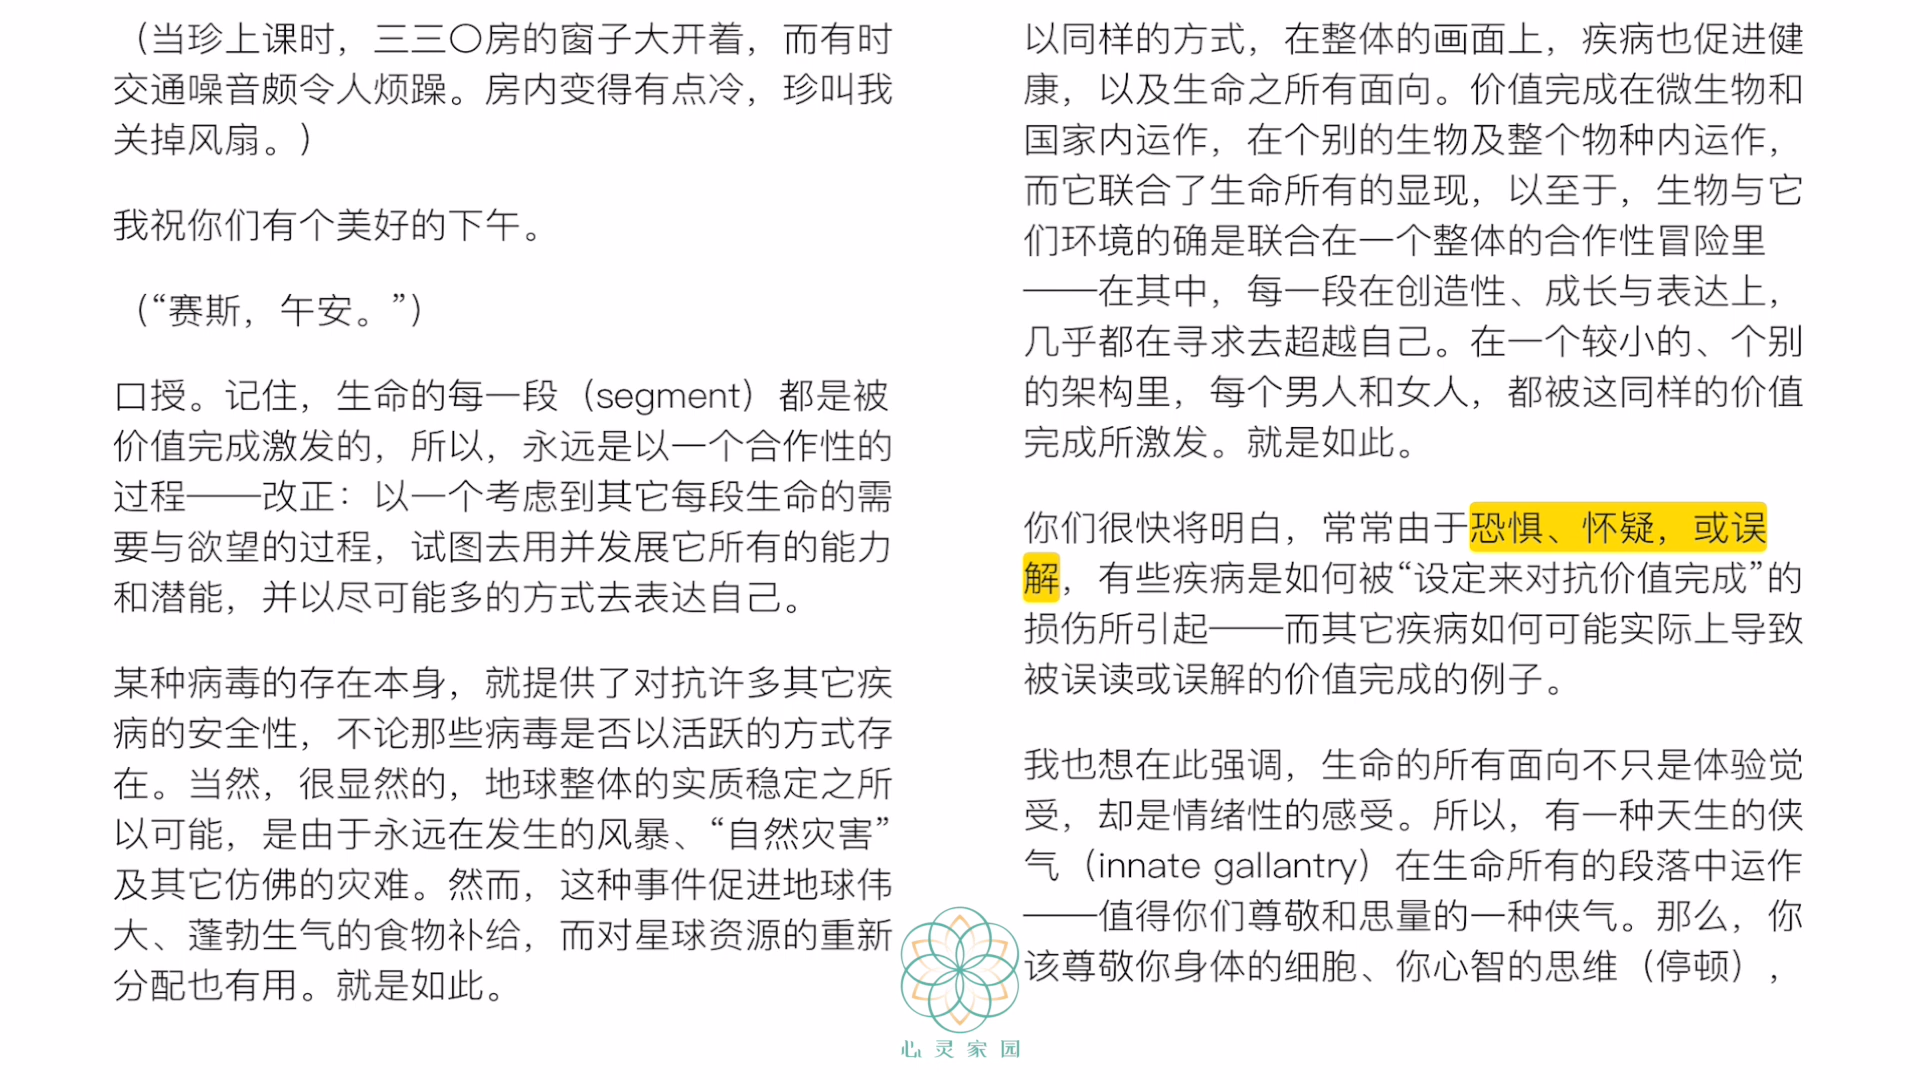 （当珍上课时，三三〇房的窗子大开着，而有时
交通噪音颇令人烦躁。房内变得有点冷，珍叫我
关掉风扇。）
我祝你们有个美好的下午。
（“赛斯，午安。”）
口授。记住，生命的每一段（segment）都是被
价值完成激发的，所以，永远是以一个合作性的
过程——改正：以一个考虑到其它每段生命的需
要与欲望的过程，试图去用并发展它所有的能力
和潜能，并以尽可能多的方式去表达自己。
某种病毒的存在本身，就提供了对抗许多其它疾
病的安全性，不论那些病毒是否以活跃的方式存
在。当然，很显然的，地球整体的实质稳定之所
以可能，是由于永远在发生的风暴、“自然灾害”
及其它仿佛的灾难。然而，这种事件促进地球伟
大、蓬勃生气的食物补给，而对星球资源的重新
分配也有用。就是如此。
以同样的方式，在整体的画面上，疾病也促进健
康，以及生命之所有面向。价值完成在微生物和
国家内运作，在个别的生物及整个物种内运作，
而它联合了生命所有的显现，以至于，生物与它
们环境的确是联合在一个整体的合作性冒险里
——在其中，每一段在创造性、成长与表达上，
几乎都在寻求去超越自己。在一个较小的、个别
的架构里，每个男人和女人，都被这同样的价值
完成所激发。就是如此。
你们很快将明白，常常由于恐惧、怀疑，或误
解，有些疾病是如何被“设定来对抗价值完成”的
损伤所引起——而其它疾病如何可能实际上导致
被误读或误解的价值完成的例子。
我也想在此强调，生命的所有面向不只是体验觉
受，却是情绪性的感受。所以，有一种天生的侠
气（innate gallantry）在生命所有的段落中运作
——值得你们尊敬和思量的一种侠气。那么，你
该尊敬你身体的细胞、你心智的思维（停顿），
心灵家园